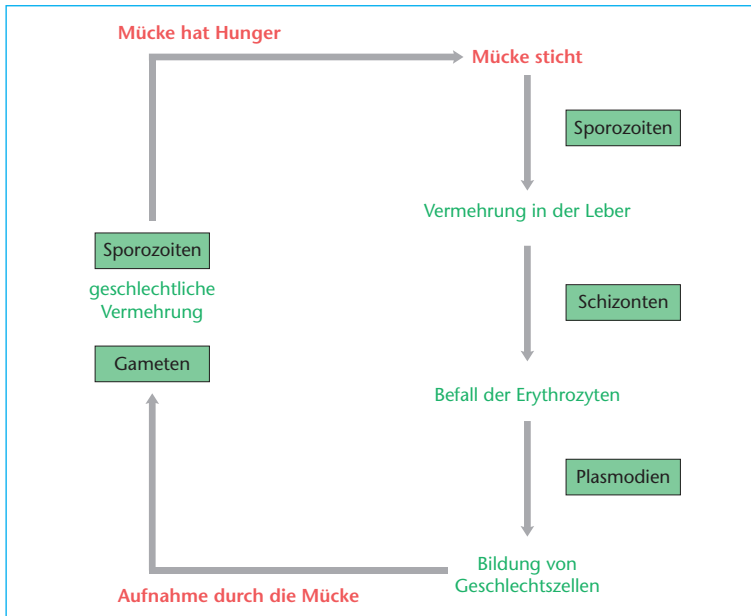 Mücke hat Hunger
Mücke sticht
Sporozoiten
Vermehrung in der Leber
Schizonten
Befall der Erythrozyten
Plasmodien
Bildung von
Geschlechtszellen
Aufnahme durch die Mücke
Gameten
geschlechtliche
Vermehrung
Sporozoiten